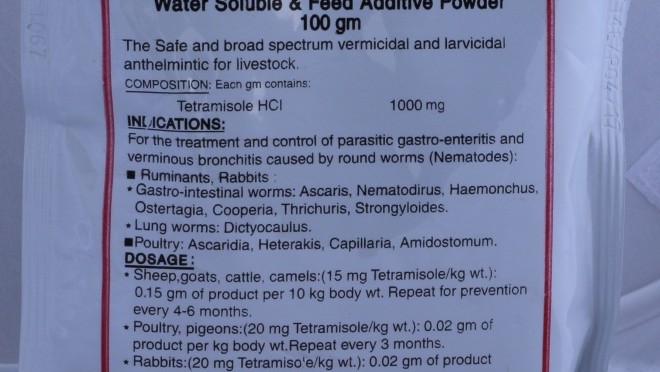 Water Soluble & Feed Additive Powder
100 gm
The Safe and broad spectrum vermicidal and larvicidal
anthelmintic for livestock.
COMPOSITION: Each gm contains:
Tetramisole HCl 1000 mg
INDICATIONS:
For the treatment and control of parasitic gastro-enteritis and
verminous bronchitis caused by round worms (Nematodes):
■ Ruminants, Rabbits :
* Gastro-intestinal worms: Ascaris, Nematodirus, Haemonchus,
Ostertagia, Cooperia, Thrichuris, Strongyloides.
* Lung worms: Dictyocaulus.
■Poultry: Ascaridia, Heterakis, Capillaria, Amidostomum.
DOSAGE:
* Sheep,goats, cattle, camels:(15 mg Tetramisole/kg wt.):
0.15 gm of product per 10 kg body wt. Repeat for prevention
every 4-6 months.
* Poultry, pigeons:(20 mg Tetramisole/kg wt.): 0.02 gm of
product per kg body wt.Repeat every 3 months.
* Rabbits:(20 mg Tetramiso'e/kg wt.): 0.02 gm of product